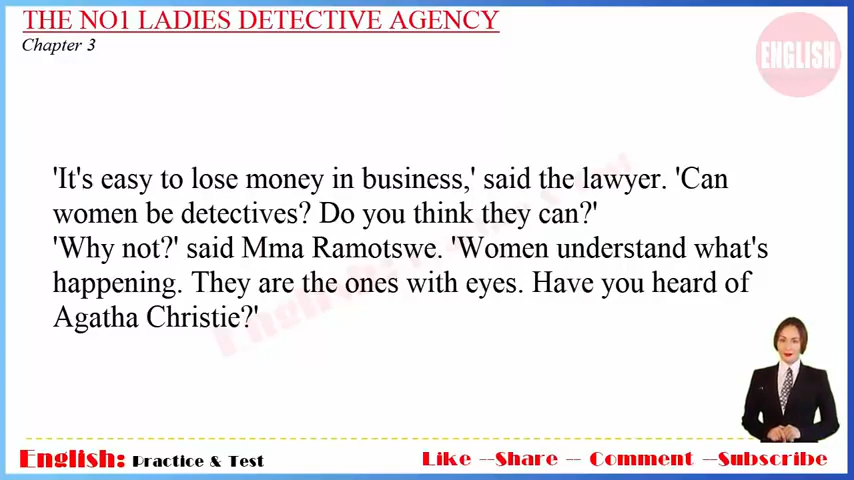 THE NO1 LADIES DETECTIVE AGENCY
Chapter 3
ENGLISH
'It's easy to lose money in business,' said the lawyer. 'Can
women be detectives? Do you think they can?'
'Why not?' said Mma Ramotswe. 'Women understand what's
happening. They are the ones with eyes. Have you heard of
Agatha Christie?'
English: Practice & Test
Like --Share -- Comment --Subscribe